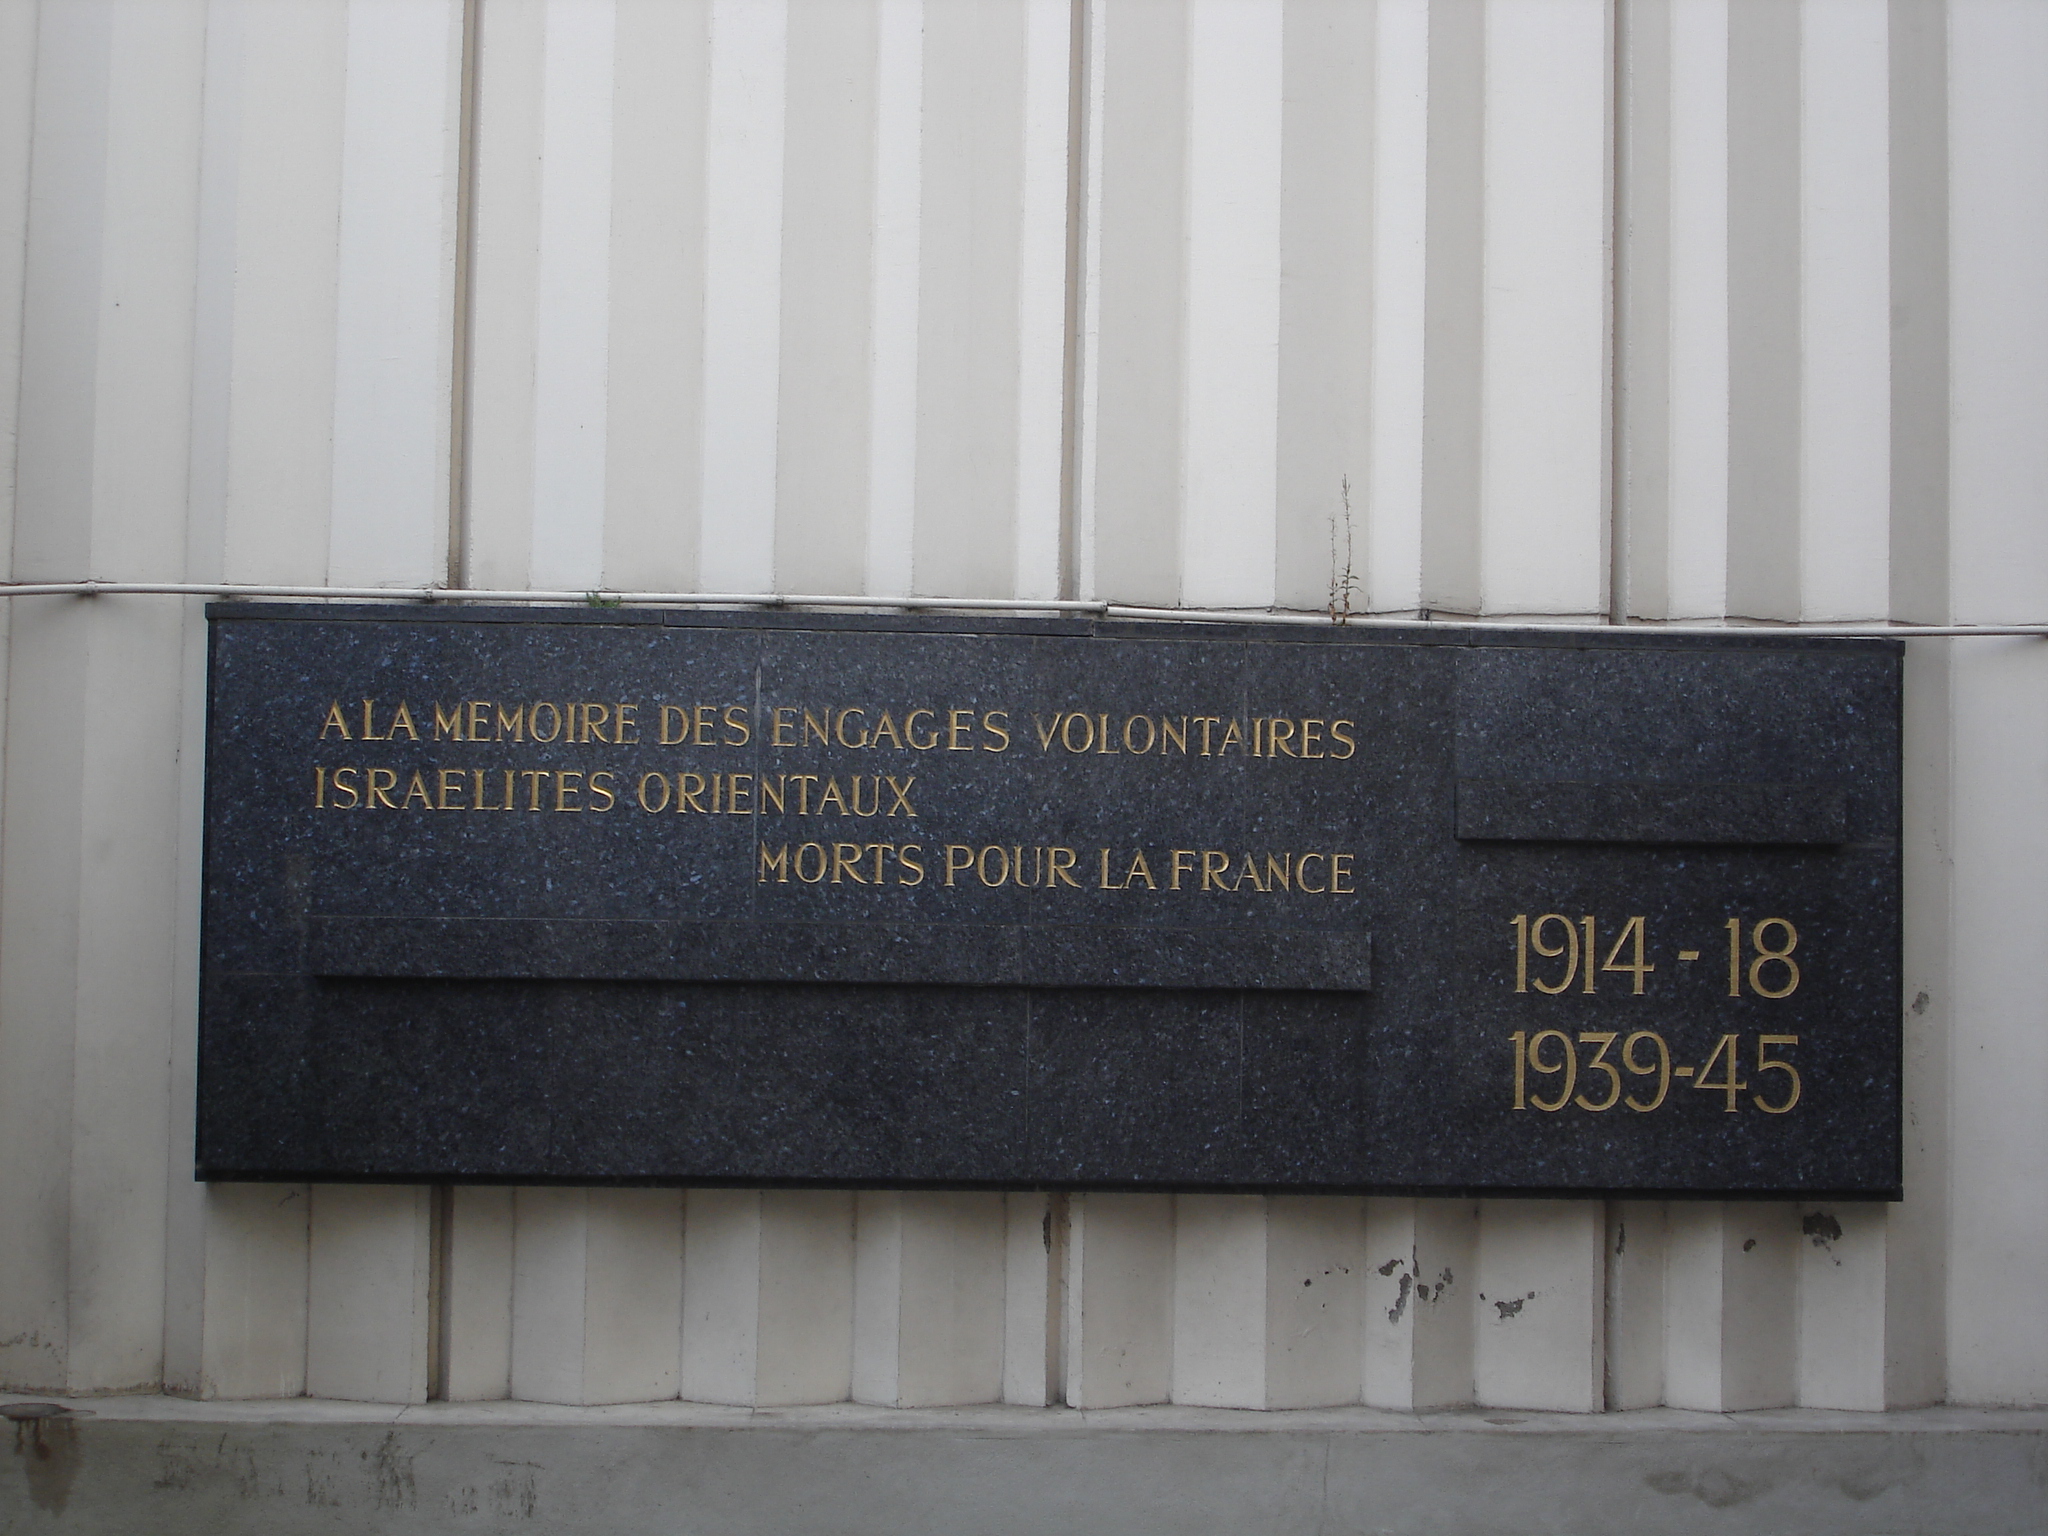 A LA MEMOIRE DES ENGAGES VOLONTAIRES
ISRAELITES ORIENTAUX
MORTS POUR LA FRANCE
1914 - 18
1939-45